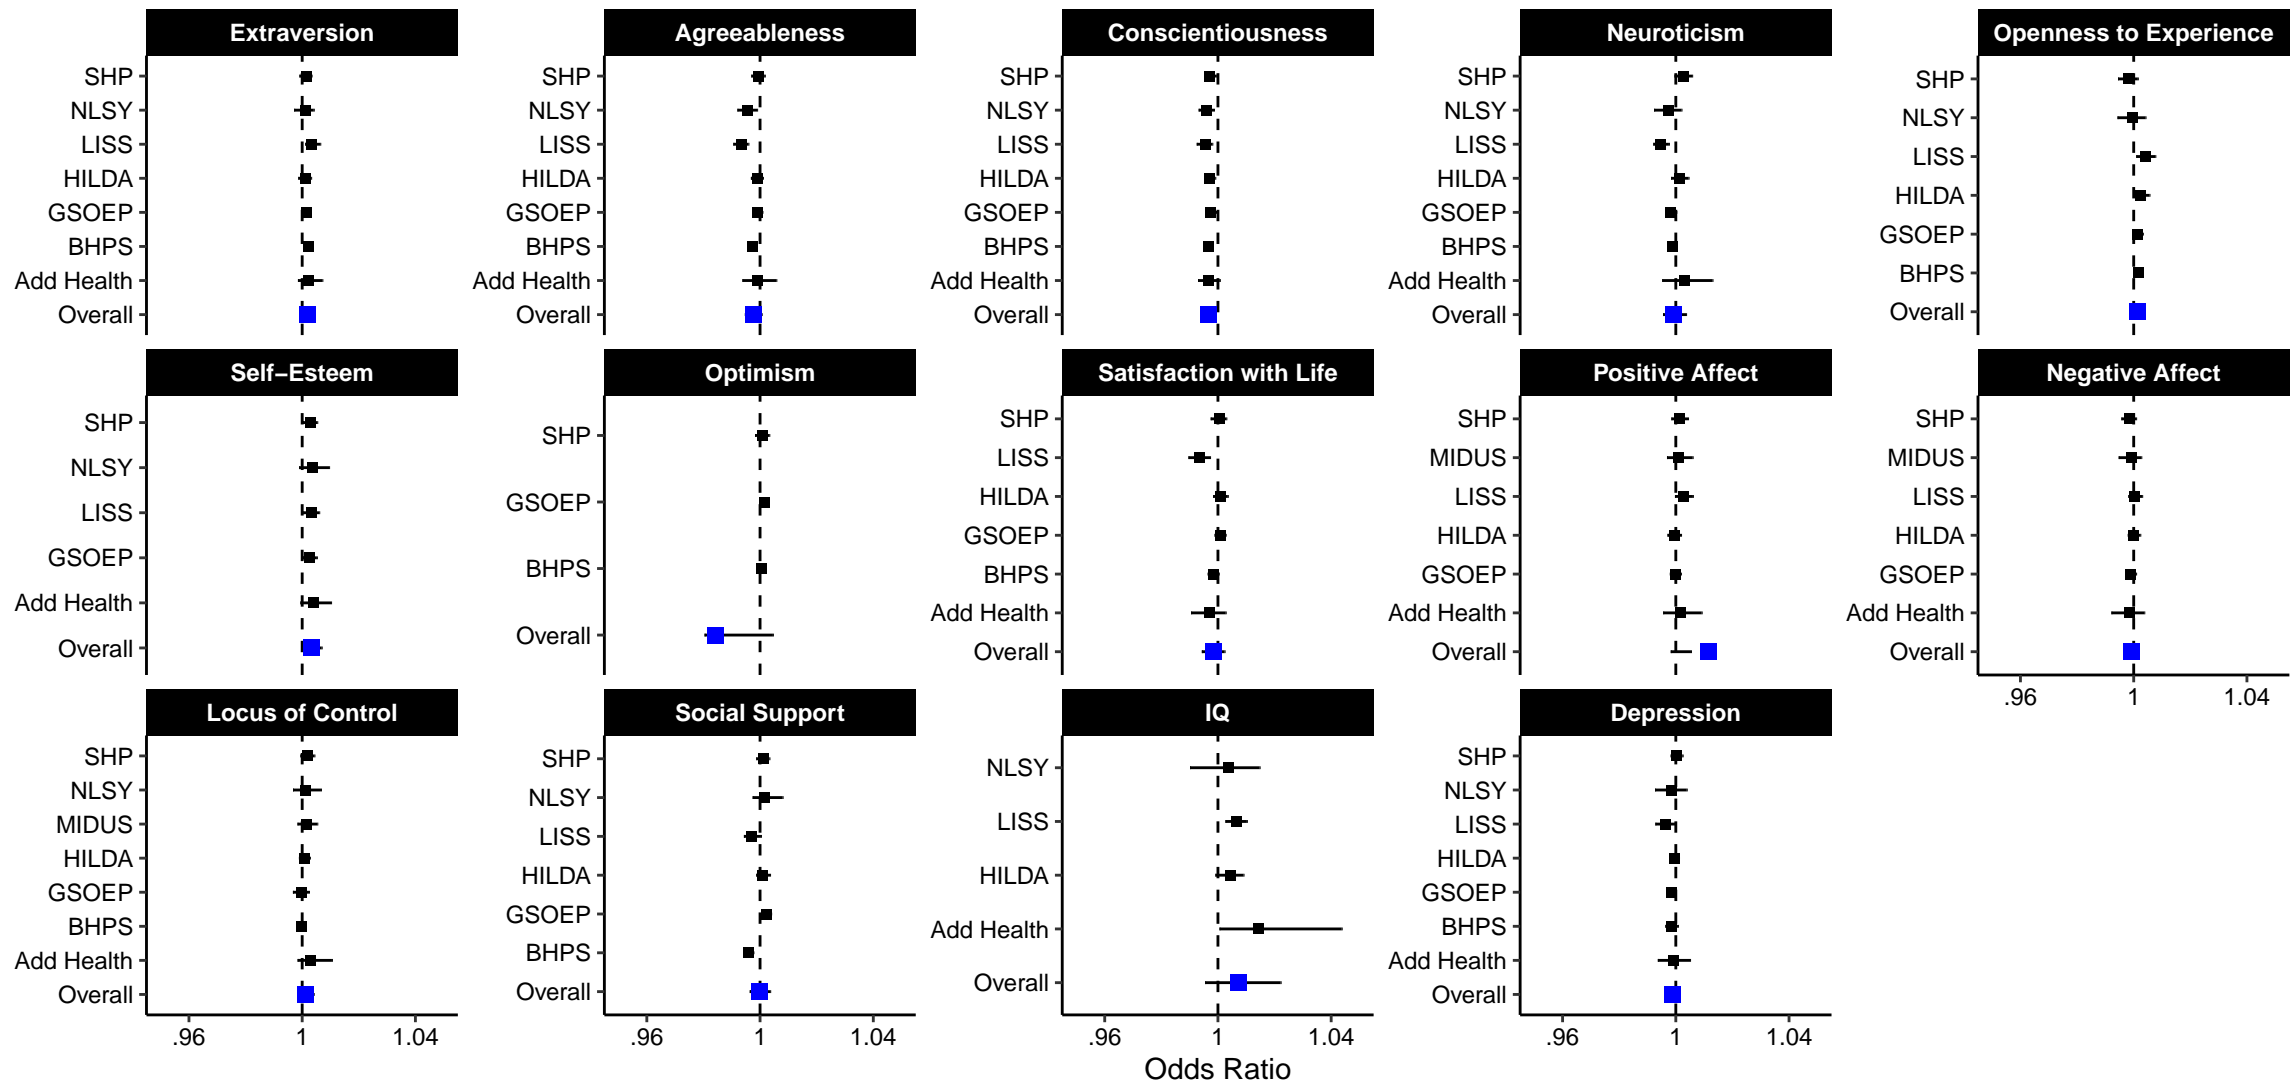 Extraversion
SHP
NLSY
LISS
HILDA
GSOEP
BHPS
Add Health
Overall
Agreeableness
SHP
NLSY
LISS
HILDA
GSOEP
BHPS
Add Health
Overall
Conscientiousness
SHP
NLSY
LISS
HILDA
GSOEP
BHPS
Add Health
Overall
Neuroticism
SHP
NLSY
LISS
HILDA
GSOEP
BHPS
Add Health
Overall
Openness to Experience
SHP
NLSY
LISS
HILDA
GSOEP
BHPS
Overall
Self−Esteem
SHP
NLSY
LISS
GSOEP
Add Health
Overall
Optimism
SHP
GSOEP
BHPS
Overall
Satisfaction with Life
SHP
LISS
HILDA
GSOEP
BHPS
Add Health
Overall
Positive Affect
SHP
MIDUS
LISS
HILDA
GSOEP
Add Health
Overall
Negative Affect
SHP
MIDUS
LISS
HILDA
GSOEP
Add Health
Overall
.96 1 1.04
Locus of Control
SHP
NLSY
MIDUS
HILDA
GSOEP
BHPS
Add Health
Overall
.96 1 1.04
Social Support
SHP
NLSY
LISS
HILDA
GSOEP
BHPS
Overall
.96 1 1.04
IQ
NLSY
LISS
HILDA
Add Health
Overall
.96 1 1.04
Depression
SHP
NLSY
LISS
HILDA
GSOEP
BHPS
Add Health
Overall
.96 1 1.04
Odds Ratio